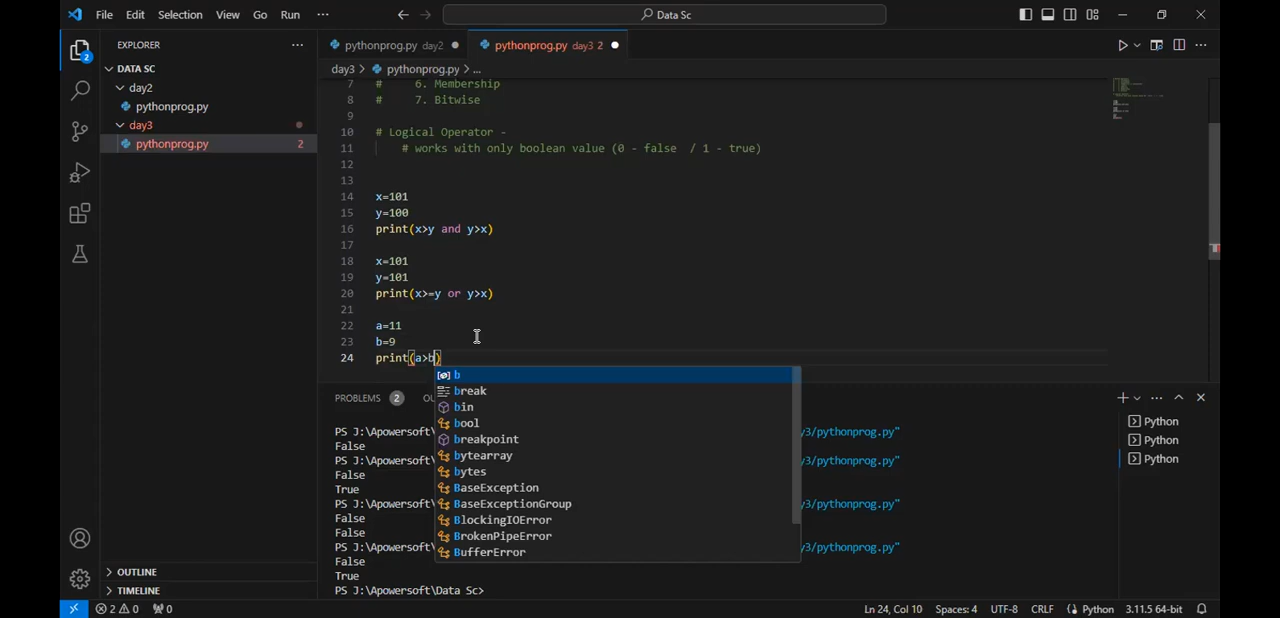 File Edit Selection View Go Run ··· Data Sc
EXPLORER ··· pythonprog.py day2 pythonprog.py day3 2
DATA SC day3 > pythonprog.py > ...
day2
pythonprog.py
day3
pythonprog.py 2
7 # 6. Membership
8 # 7. Bitwise
9
10 # Logical Operator -
11 # works with only boolean value (0 - false / 1 - true)
12
13
14 x=101
15 y=100
16 print(x>y and y>x)
17
18 x=101
19 y=101
20 print(x>=y or y>x)
21
22 a=11
23 b=9
24 print(a>b)
b
break
bin
bool
breakpoint
bytearray
bytes
BaseException
BaseExceptionGroup
BlockingIOError
BrokenPipeError
BufferError
PROBLEMS 2 OU
PS J:\Apowersoft\ y3/pythonprog.py"
False
PS J:\Apowersoft\ y3/pythonprog.py"
False
True
PS J:\Apowersoft\ y3/pythonprog.py"
False
False
PS J:\Apowersoft\ y3/pythonprog.py"
False
True
PS J:\Apowersoft\Data Sc>
Python
Python
Python
OUTLINE
TIMELINE
2 0 0 Ln 24, Col 10 Spaces: 4 UTF-8 CRLF Python 3.11.5 64-bit